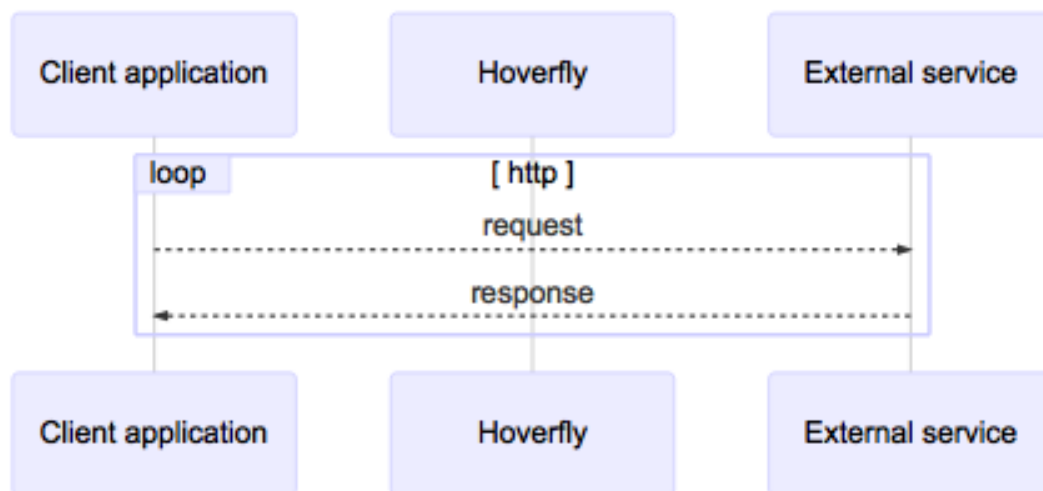 Client application
Hoverfly
External service
loop
[ http ]
request
response
Client application
Hoverfly
External service